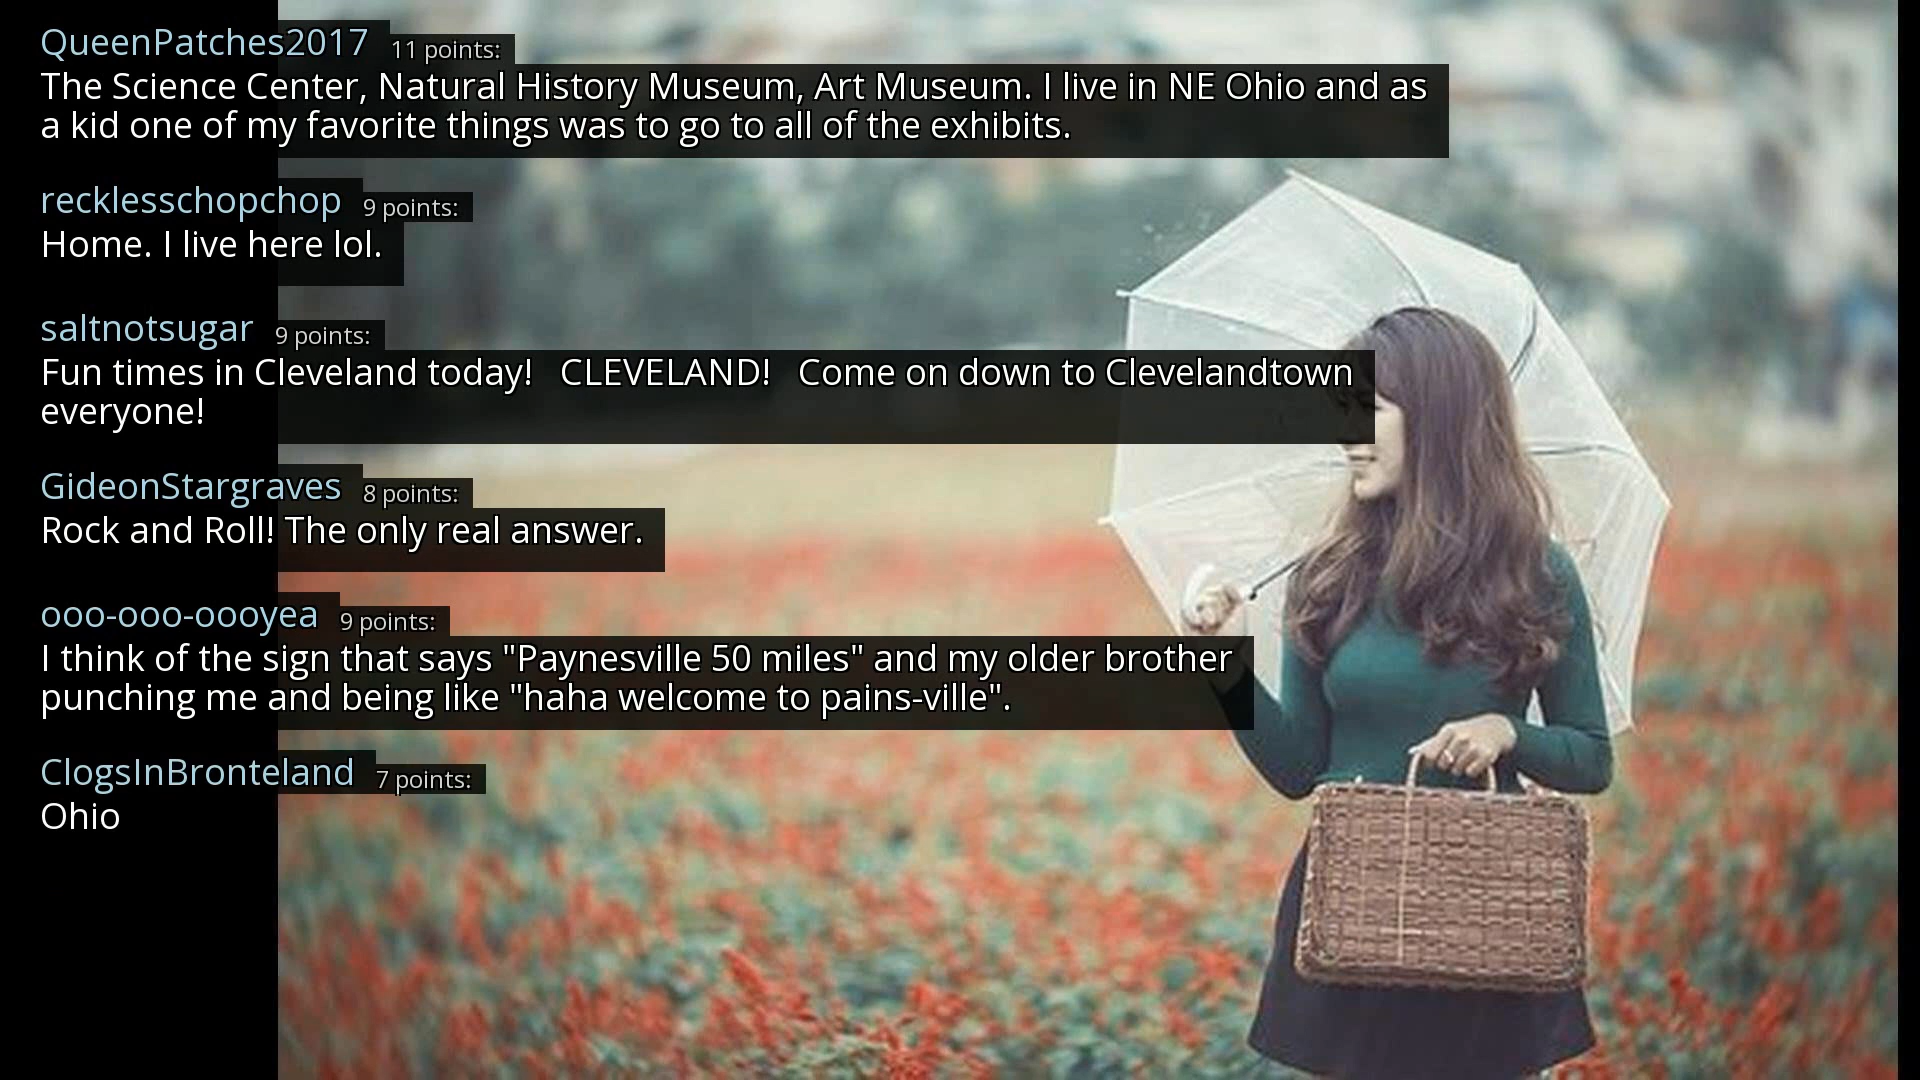 QueenPatches2017 11 points:
The Science Center, Natural History Museum, Art Museum. I live in NE Ohio and as
a kid one of my favorite things was to go to all of the exhibits.
recklesschopchop 9 points:
Home. I live here lol.
saltnotsugar 9 points:
Fun times in Cleveland today!   CLEVELAND!   Come on down to Clevelandtown
everyone!
GideonStargraves 8 points:
Rock and Roll! The only real answer.
ooo-ooo-oooyea 9 points:
I think of the sign that says "Paynesville 50 miles" and my older brother
punching me and being like "haha welcome to pains-ville".
ClogsInBronteland 7 points:
Ohio